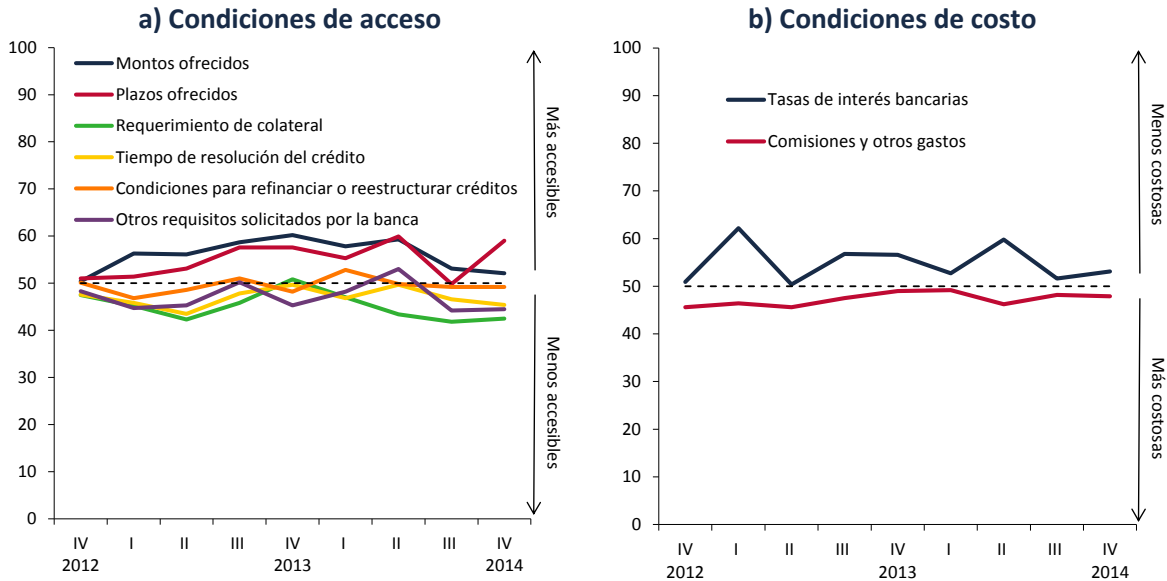 a) Condiciones de acceso
100
90
80
70
60
50
40
30
20
10
0
Montos ofrecidos
Plazos ofrecidos
Requerimiento de colateral
Tiempo de resolución del crédito
Condiciones para refinanciar o reestructurar créditos
Otros requisitos solicitados por la banca
Más accesibles
Menos accesibles
IV I II III IV I II III IV
2012 2013 2014
b) Condiciones de costo
100
90
80
70
60
50
40
30
20
10
0
Tasas de interés bancarias
Comisiones y otros gastos
Menos costosas
Más costosas
IV I II III IV I II III IV
2012 2013 2014